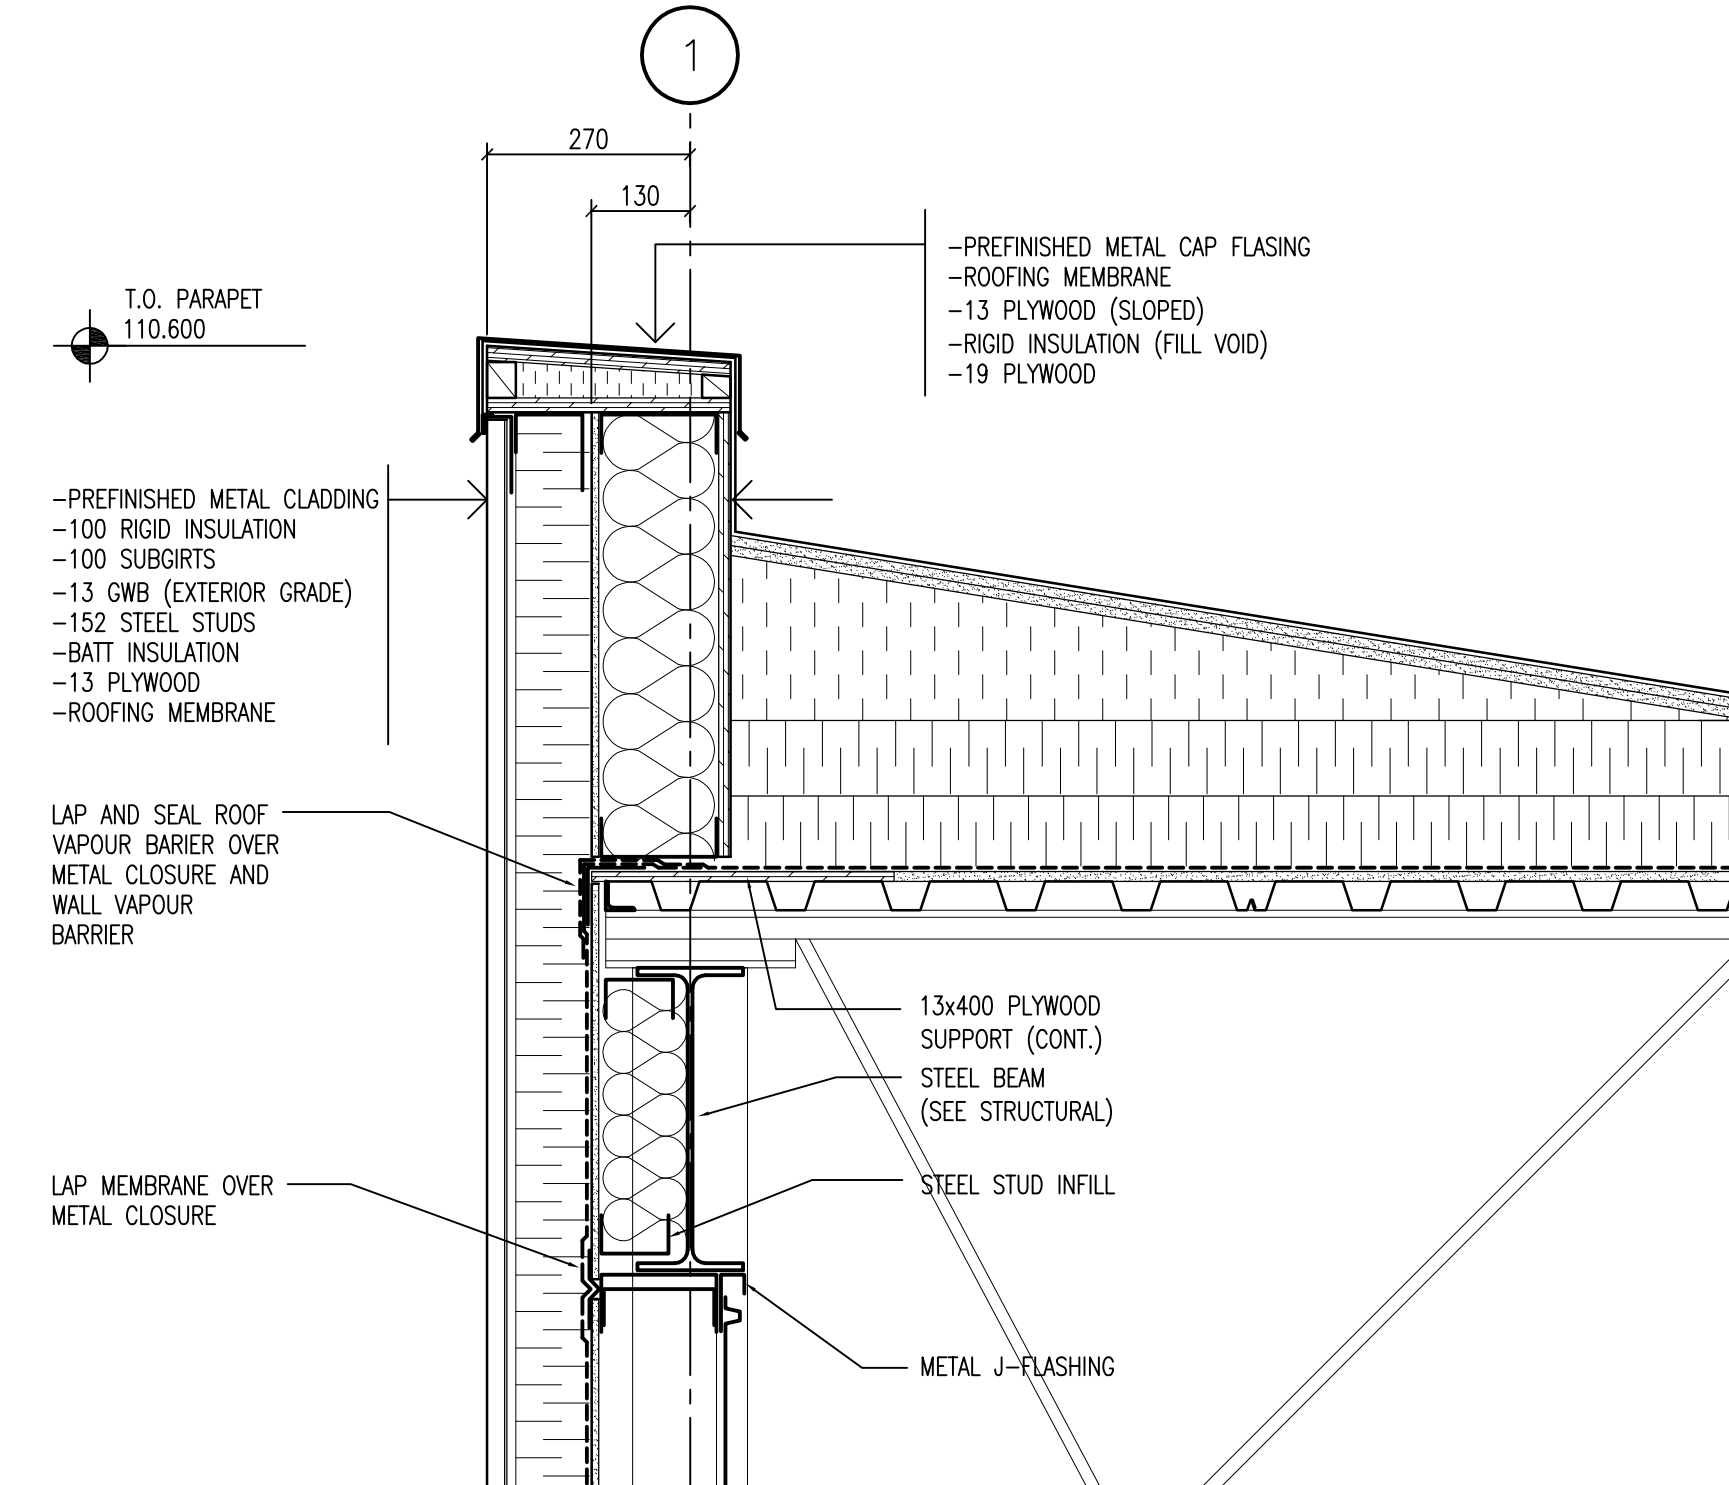 1
270
130
-PREFINISHED METAL CAP FLASING
-ROOFING MEMBRANE
-13 PLYWOOD (SLOPED)
-RIGID INSULATION (FILL VOID)
-19 PLYWOOD
T.O. PARAPET
110.600
-PREFINISHED METAL CLADDING
-100 RIGID INSULATION
-100 SUBGIRTS
-13 GWB (EXTERIOR GRADE)
-152 STEEL STUDS
-BATT INSULATION
-13 PLYWOOD
-ROOFING MEMBRANE
LAP AND SEAL ROOF
VAPOUR BARIER OVER
METAL CLOSURE AND
WALL VAPOUR
BARRIER
13x400 PLYWOOD
SUPPORT (CONT.)
STEEL BEAM
(SEE STRUCTURAL)
STEEL STUD INFILL
LAP MEMBRANE OVER
METAL CLOSURE
METAL J-FLASHING